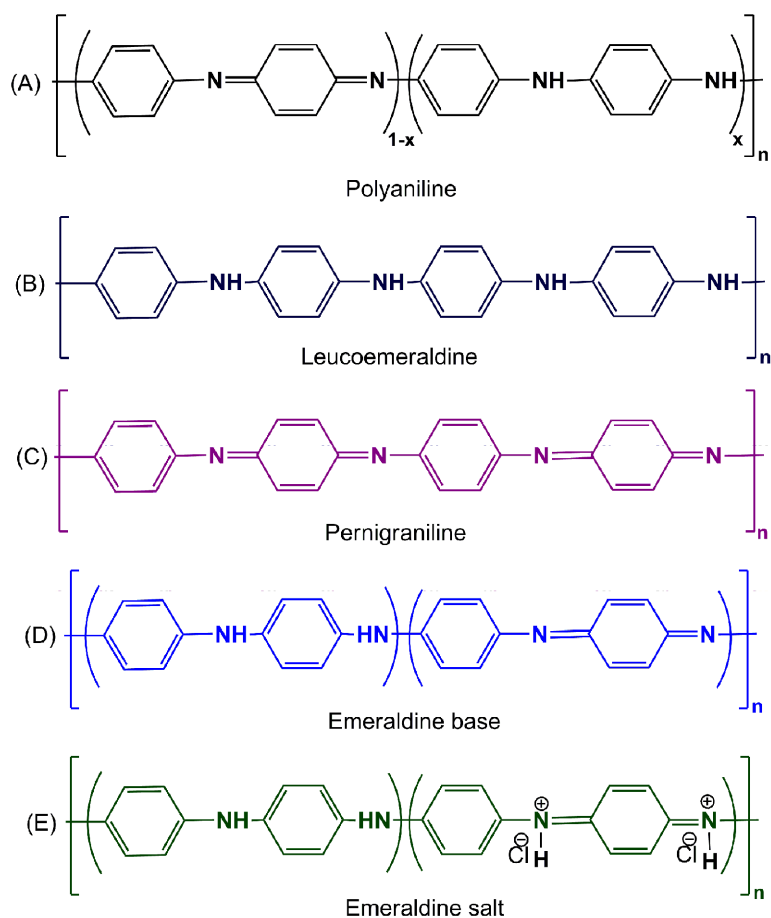 (A) N N NH NH
1-x x n
Polyaniline
(B) NH NH NH NH
n
Leucoemeraldine
(C) N N N N
n
Pernigraniline
(D) NH HN N N
n
Emeraldine base
(E) NH HN N⊕ N⊕
Cl⊖ H Cl⊖ H
n
Emeraldine salt